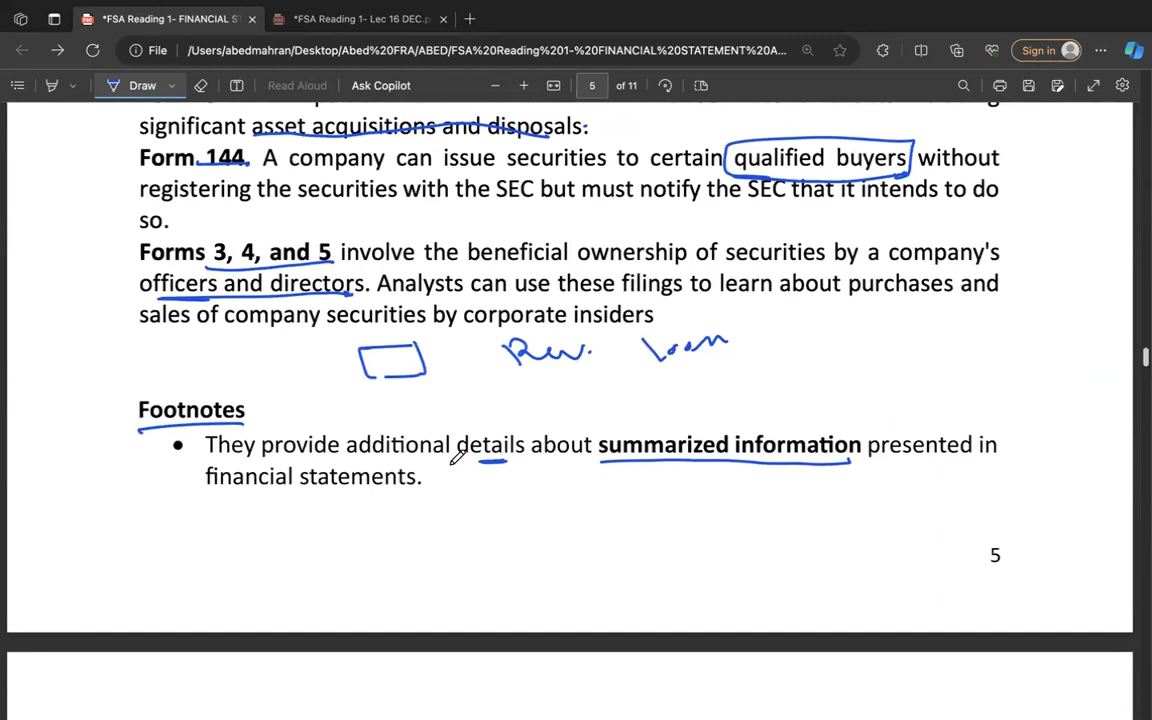 *FSA Reading 1- FINANCIAL ST
*FSA Reading 1- Lec 16 DEC.p
File /Users/abedmahran/Desktop/Abed%20FRA/ABED/FSA%20Reading%201-%20FINANCIAL%20STATEMENT%20A... Sign in
Draw Read Aloud Ask Copilot 5 of 11
significant asset acquisitions and disposals.
Form 144. A company can issue securities to certain qualified buyers without
registering the securities with the SEC but must notify the SEC that it intends to do
so.
Forms 3, 4, and 5 involve the beneficial ownership of securities by a company's
officers and directors. Analysts can use these filings to learn about purchases and
sales of company securities by corporate insiders
Rev. Loan
Footnotes
• They provide additional details about summarized information presented in
financial statements.
5